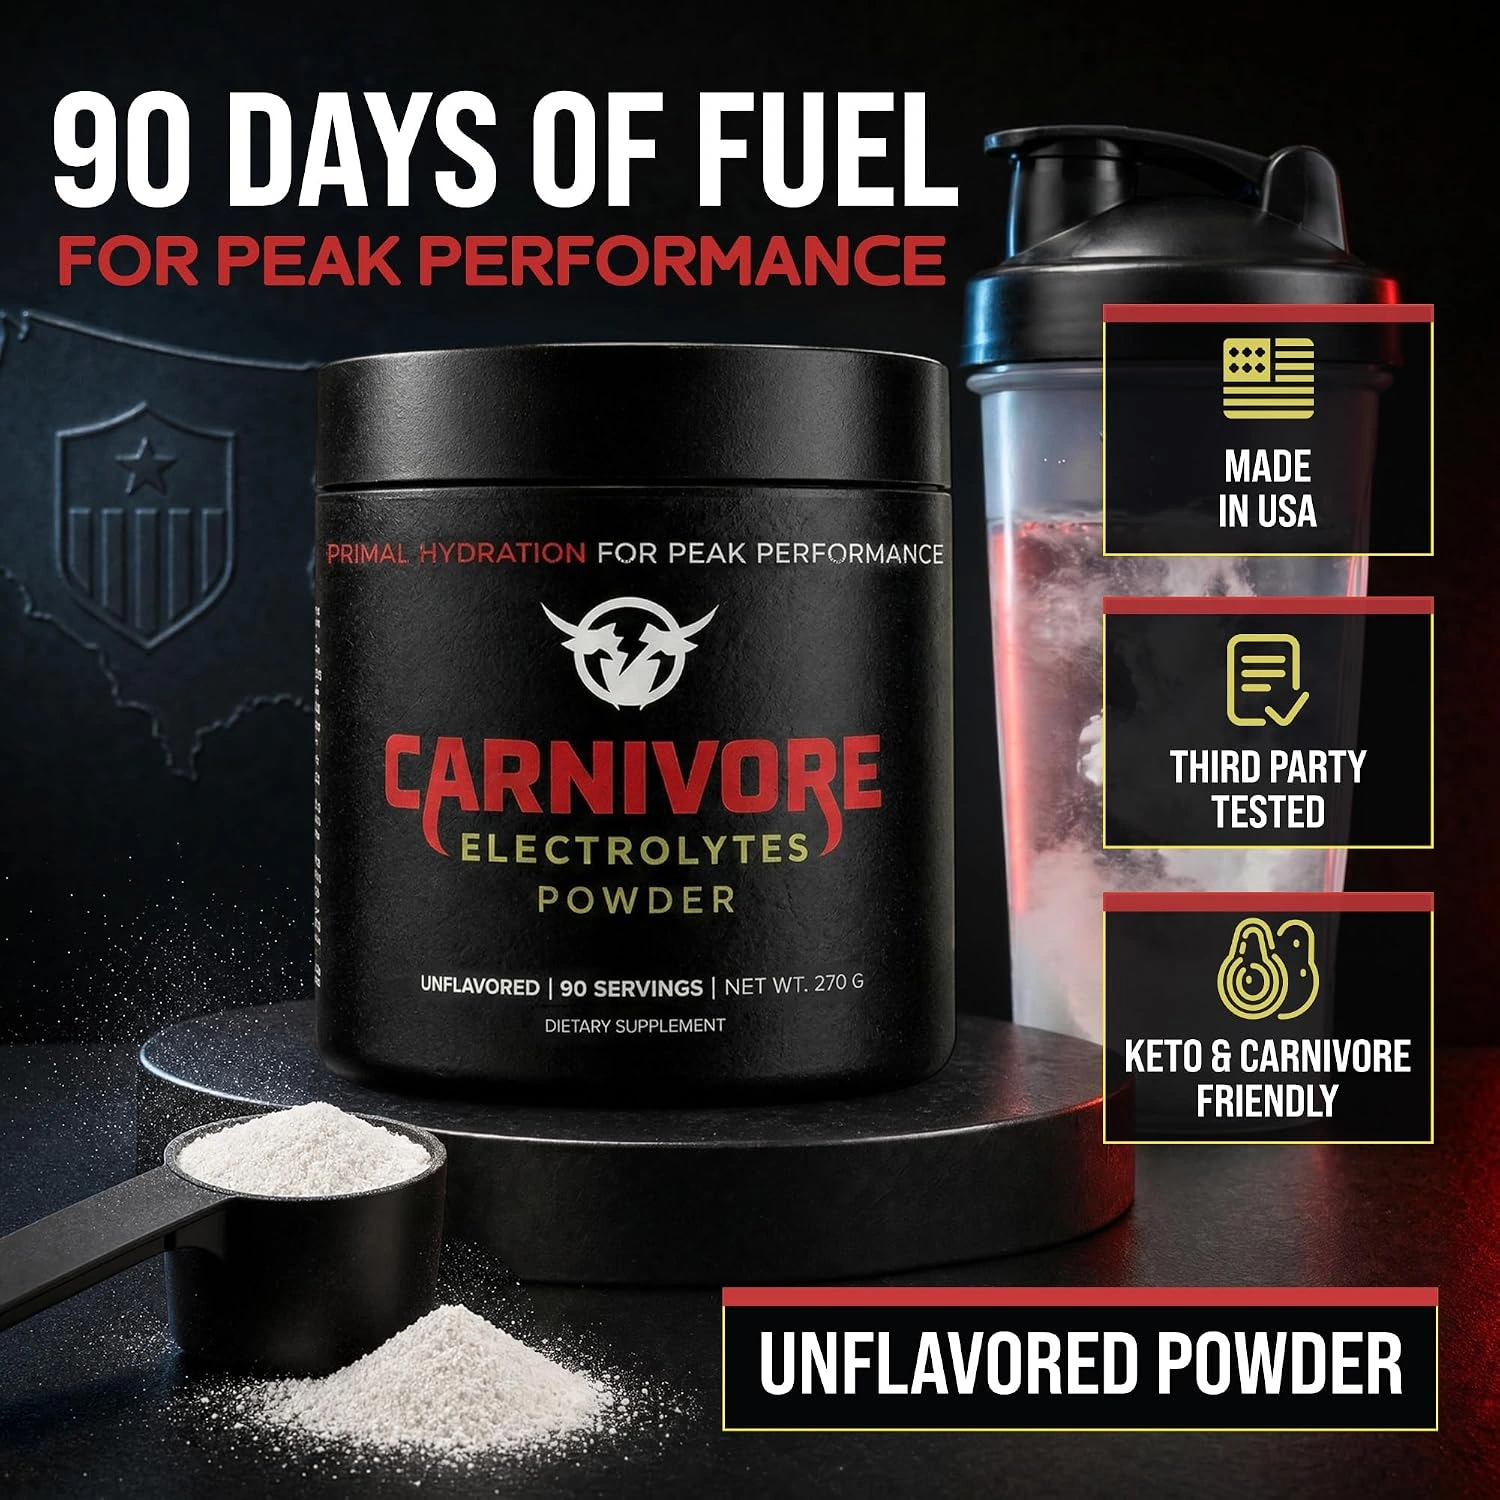 90 DAYS OF FUEL
FOR PEAK PERFORMANCE
PRIMAL HYDRATION FOR PEAK PERFORMANCE
CARNIVORE
ELECTROLYTES
POWDER
UNFLAVORED | 90 SERVINGS | NET WT. 270 G
DIETARY SUPPLEMENT
MADE
IN USA
THIRD PARTY
TESTED
KETO & CARNIVORE
FRIENDLY
UNFLAVORED POWDER